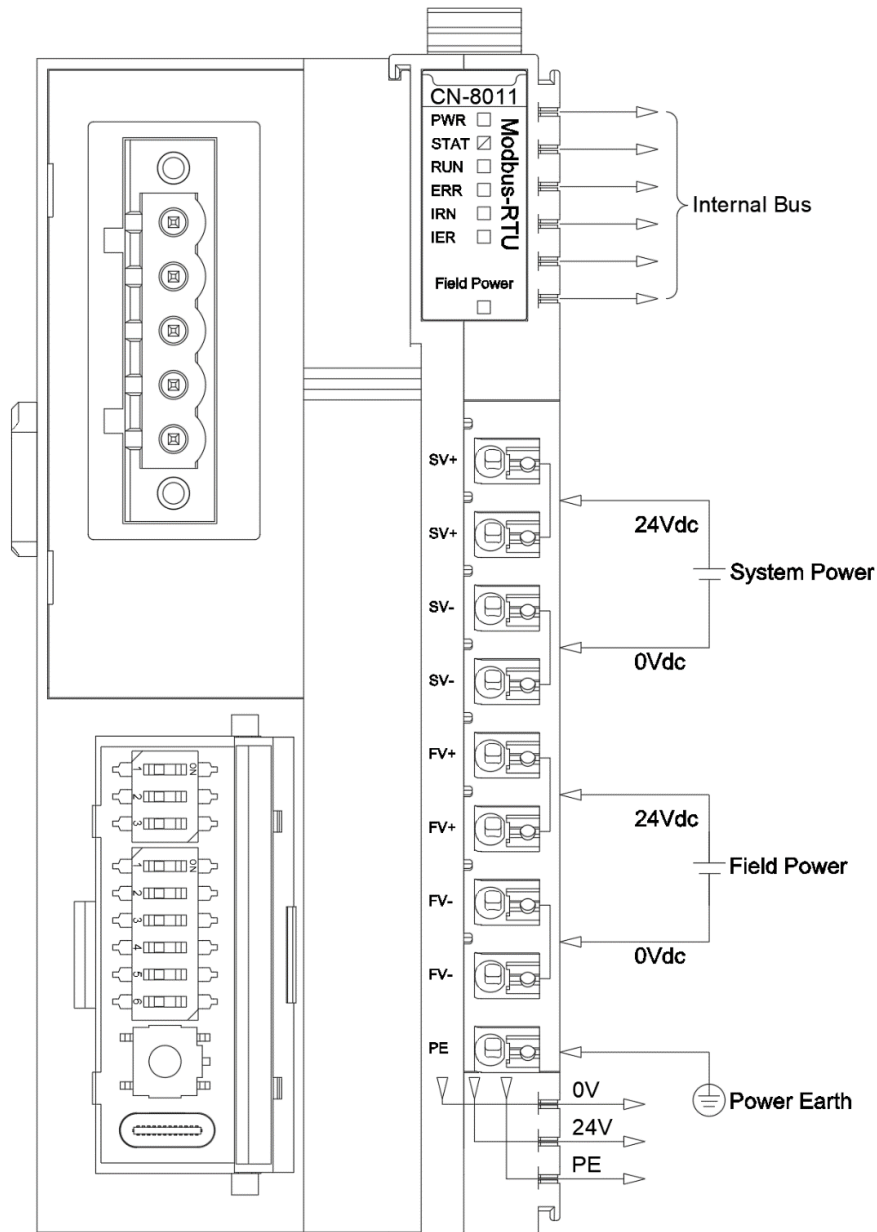 CN-8011
PWR
STAT
RUN
ERR
IRN
IER
Modbus-RTU
Field Power
Internal Bus
SV+
SV+
SV-
SV-
FV+
FV+
FV-
FV-
PE
24Vdc
System Power
0Vdc
24Vdc
Field Power
0Vdc
Power Earth
0V
24V
PE
ON
1
2
3
ON
1
2
3
4
5
6